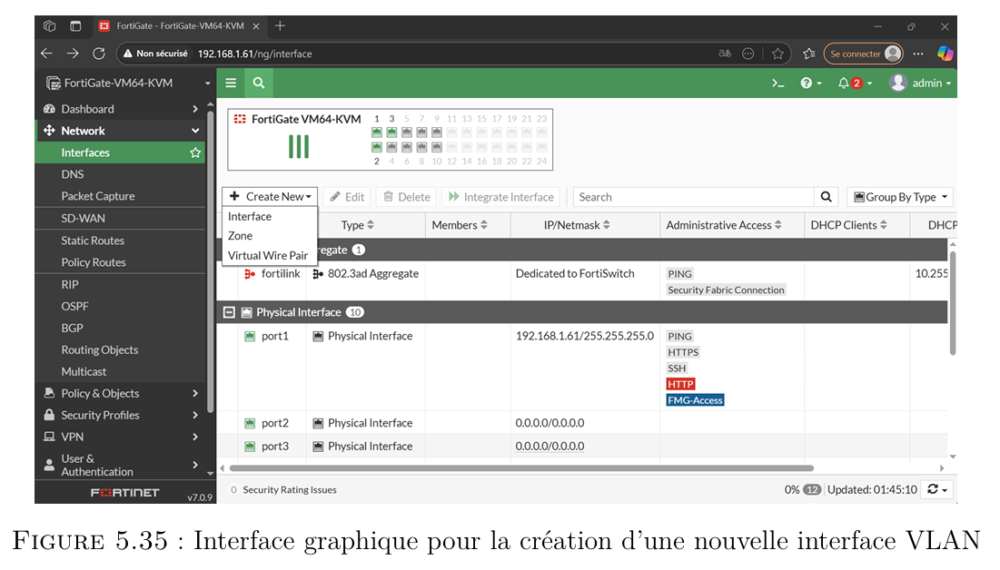 FortiGate - FortiGate-VM64-KVM
Non sécurisé 192.168.1.61/ng/interface
Se connecter
FortiGate-VM64-KVM
>_ ? 2 admin
Dashboard
Network
Interfaces
DNS
Packet Capture
SD-WAN
Static Routes
Policy Routes
RIP
OSPF
BGP
Routing Objects
Multicast
Policy & Objects
Security Profiles
VPN
User &
Authentication
FORTINET v7.0.9
FortiGate VM64-KVM 1 3 5 7 9 11 13 15 17 19 21 23
2 4 6 8 10 12 14 16 18 20 22 24
+ Create New Edit Delete Integrate Interface Search Group By Type
Interface
Zone
Virtual Wire Pair
Type Members IP/Netmask Administrative Access DHCP Clients DHCP
regate 1
fortilink 802.3ad Aggregate Dedicated to FortiSwitch PING 10.255
Security Fabric Connection
Physical Interface 10
port1 Physical Interface 192.168.1.61/255.255.255.0 PING
HTTPS
SSH
HTTP
FMG-Access
port2 Physical Interface 0.0.0.0/0.0.0.0
port3 Physical Interface 0.0.0.0/0.0.0.0
0 Security Rating Issues 0% 12 Updated: 01:45:10
FIGURE 5.35 : Interface graphique pour la création d'une nouvelle interface VLAN